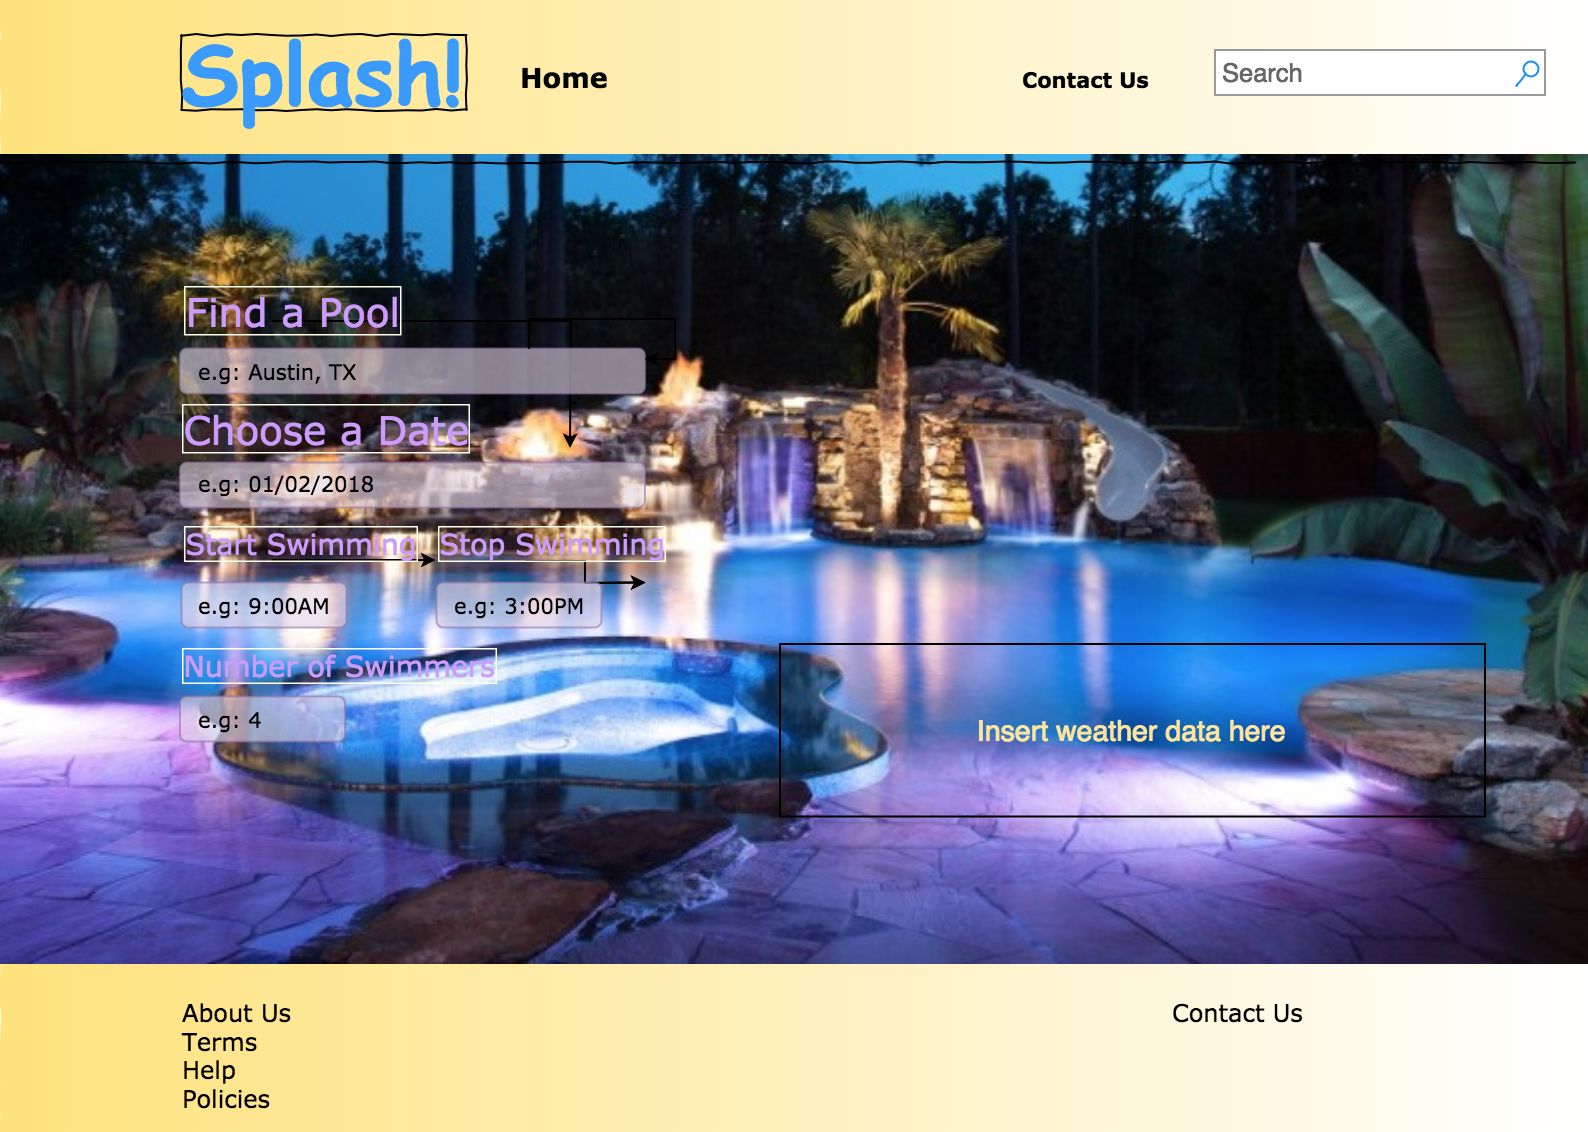 Splash!
Home
Contact Us
Search
Find a Pool
e.g: Austin, TX
Choose a Date
e.g: 01/02/2018
Start Swimming
Stop Swimming
e.g: 9:00AM
e.g: 3:00PM
Number of Swimmers
e.g: 4
Insert weather data here
About Us
Terms
Help
Policies
Contact Us